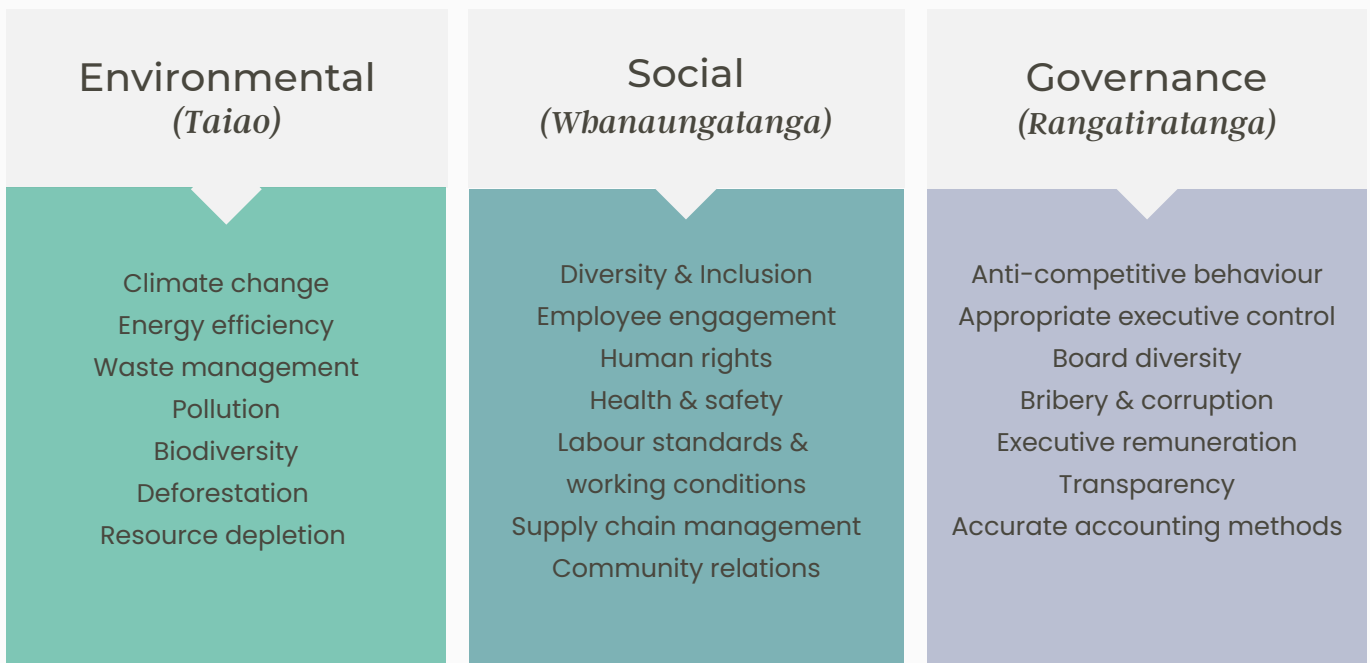 Environmental
(Taiao)
Climate change
Energy efficiency
Waste management
Pollution
Biodiversity
Deforestation
Resource depletion
Social
(Whanaungatanga)
Diversity & Inclusion
Employee engagement
Human rights
Health & safety
Labour standards &
working conditions
Supply chain management
Community relations
Governance
(Rangatiratanga)
Anti-competitive behaviour
Appropriate executive control
Board diversity
Bribery & corruption
Executive remuneration
Transparency
Accurate accounting methods